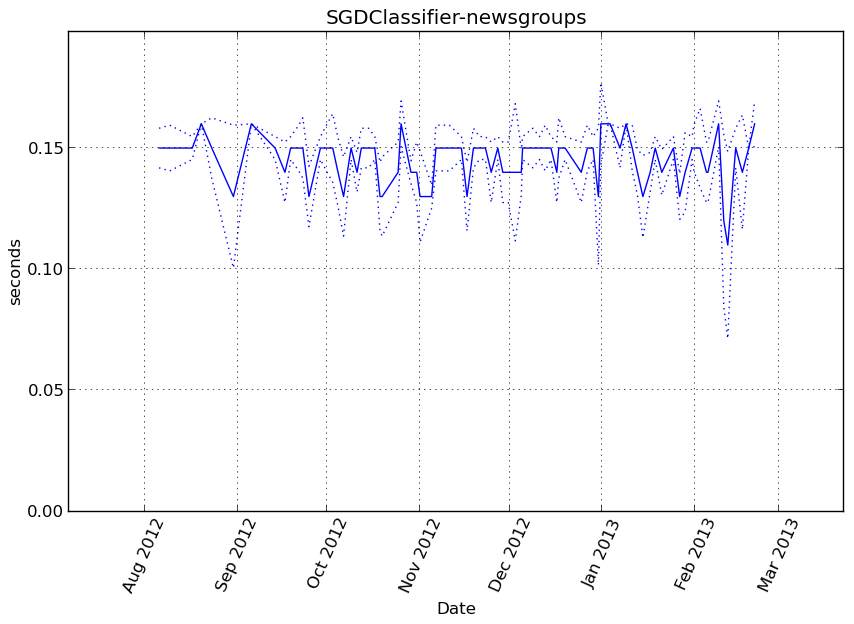 SGDClassifier-newsgroups
seconds
0.15
0.10
0.05
0.00
Aug 2012
Sep 2012
Oct 2012
Nov 2012
Dec 2012
Jan 2013
Feb 2013
Mar 2013
Date